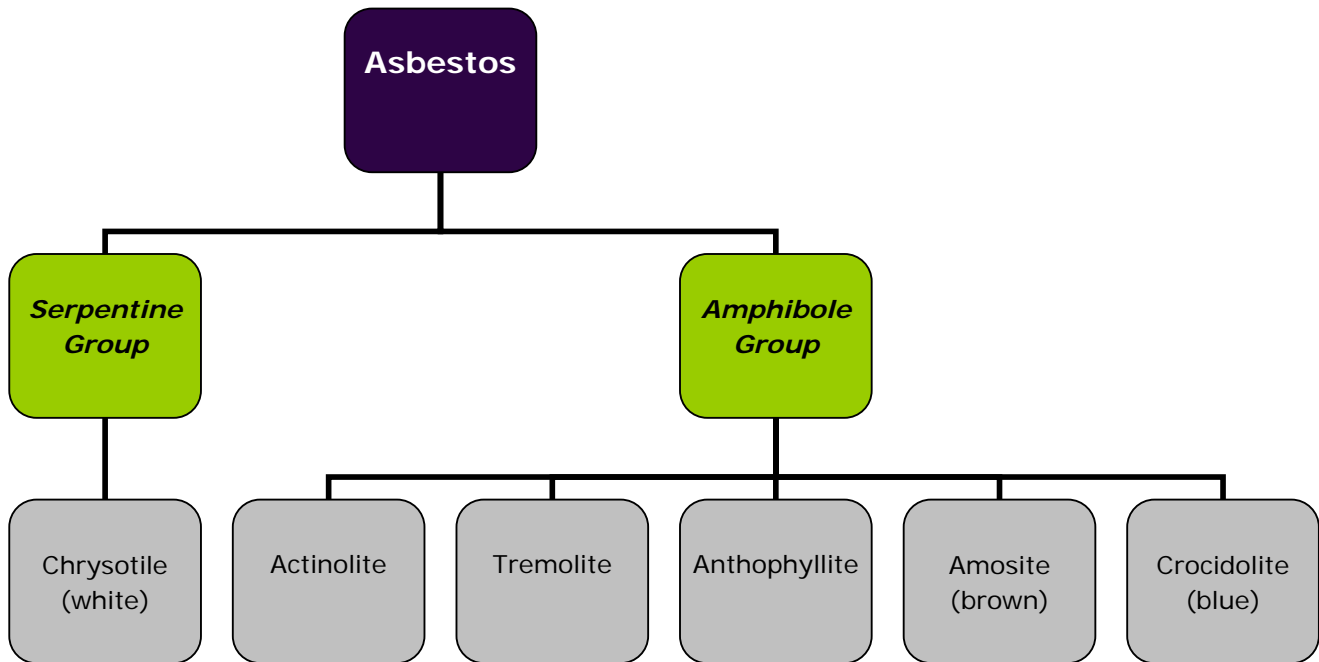 Asbestos
Serpentine
Group
Amphibole
Group
Chrysotile
(white)
Actinolite
Tremolite
Anthophyllite
Amosite
(brown)
Crocidolite
(blue)